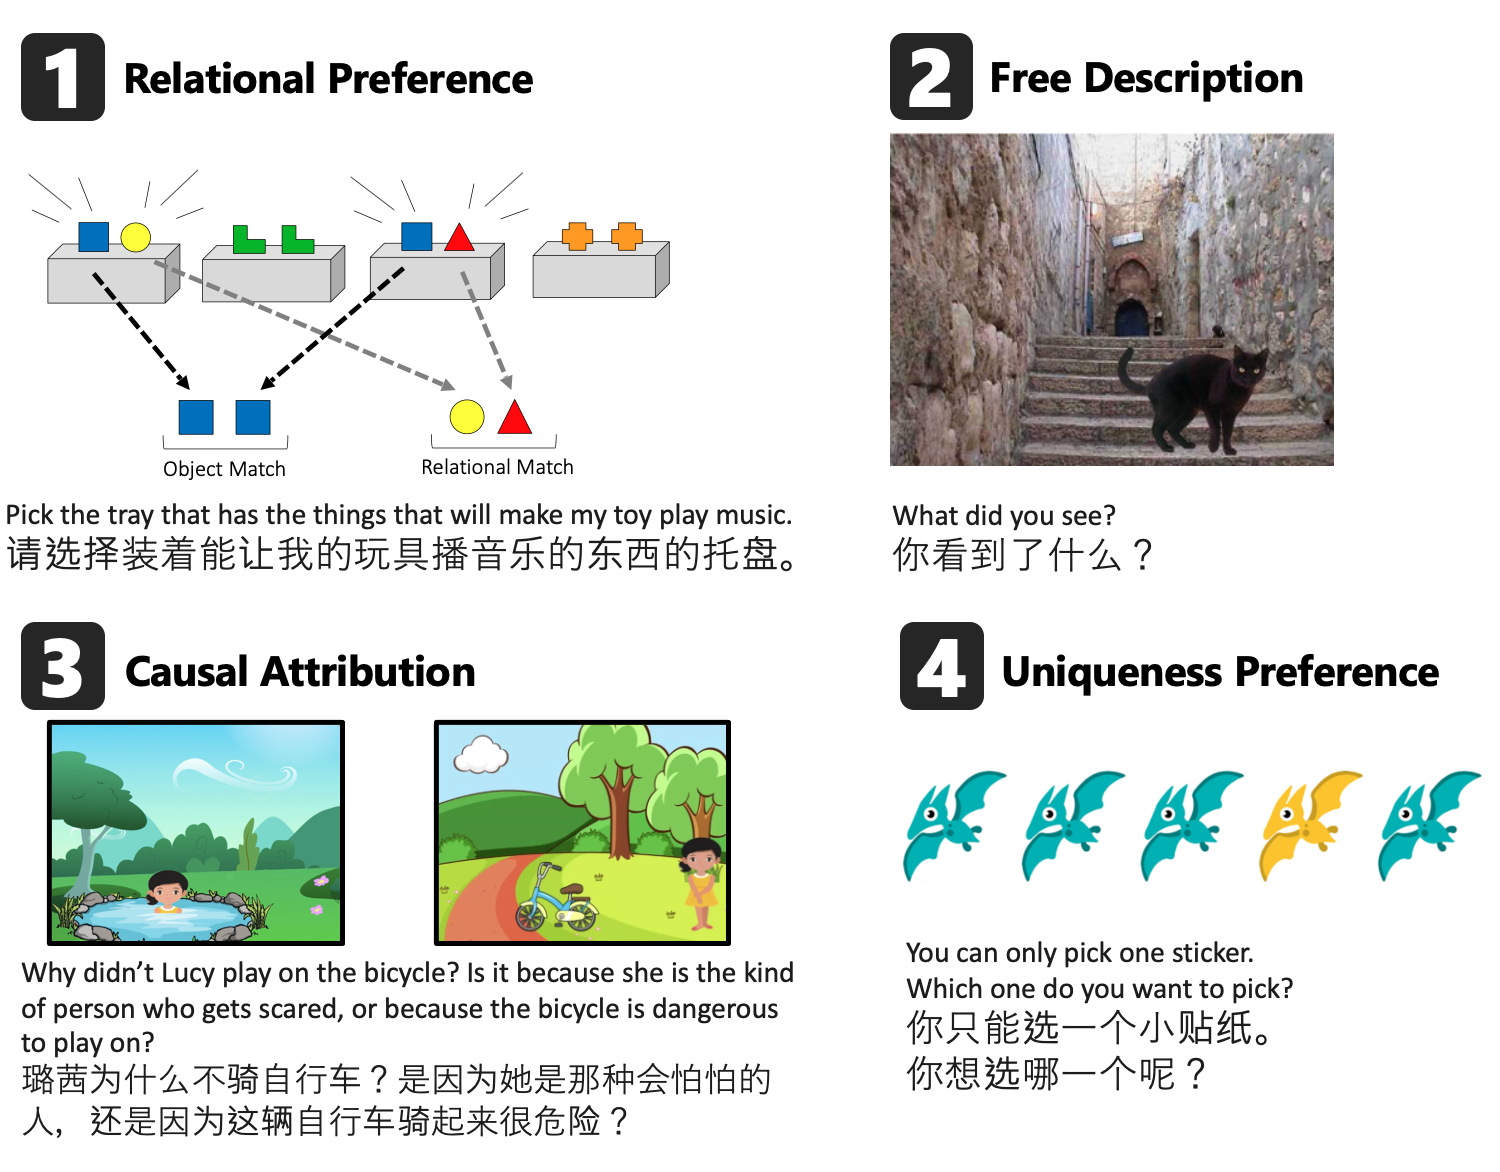 1 Relational Preference
Object Match
Relational Match
Pick the tray that has the things that will make my toy play music.
请选择装着能让我的玩具播音乐的东西的托盘。
2 Free Description
What did you see?
你看到了什么？
3 Causal Attribution
Why didn't Lucy play on the bicycle? Is it because she is the kind
of person who gets scared, or because the bicycle is dangerous
to play on?
璐茜为什么不骑自行车？是因为她是那种会怕怕的
人，还是因为这辆自行车骑起来很危险？
4 Uniqueness Preference
You can only pick one sticker.
Which one do you want to pick?
你只能选一个小贴纸。
你想选哪一个呢？